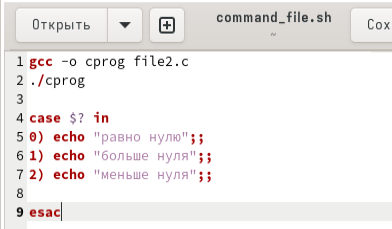 Открыть
command_file.sh
~
Сох
1 gcc -o cprog file2.c
2 ./cprog
3
4 case $? in
5 0) echo "равно нулю";;
6 1) echo "больше нуля";;
7 2) echo "меньше нуля";;
8
9 esac